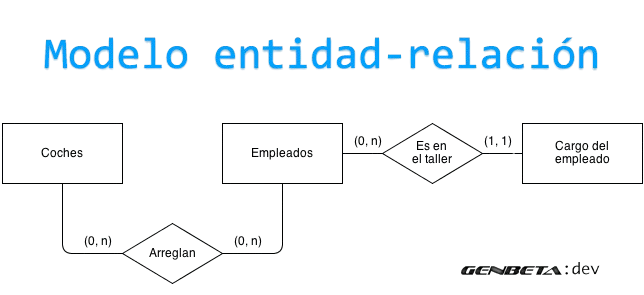 Modelo entidad-relación
Coches
Empleados
(0, n)
Es en
el taller
(1, 1)
Cargo del
empleado
(0, n)
Arreglan
(0, n)
GENBETA:dev